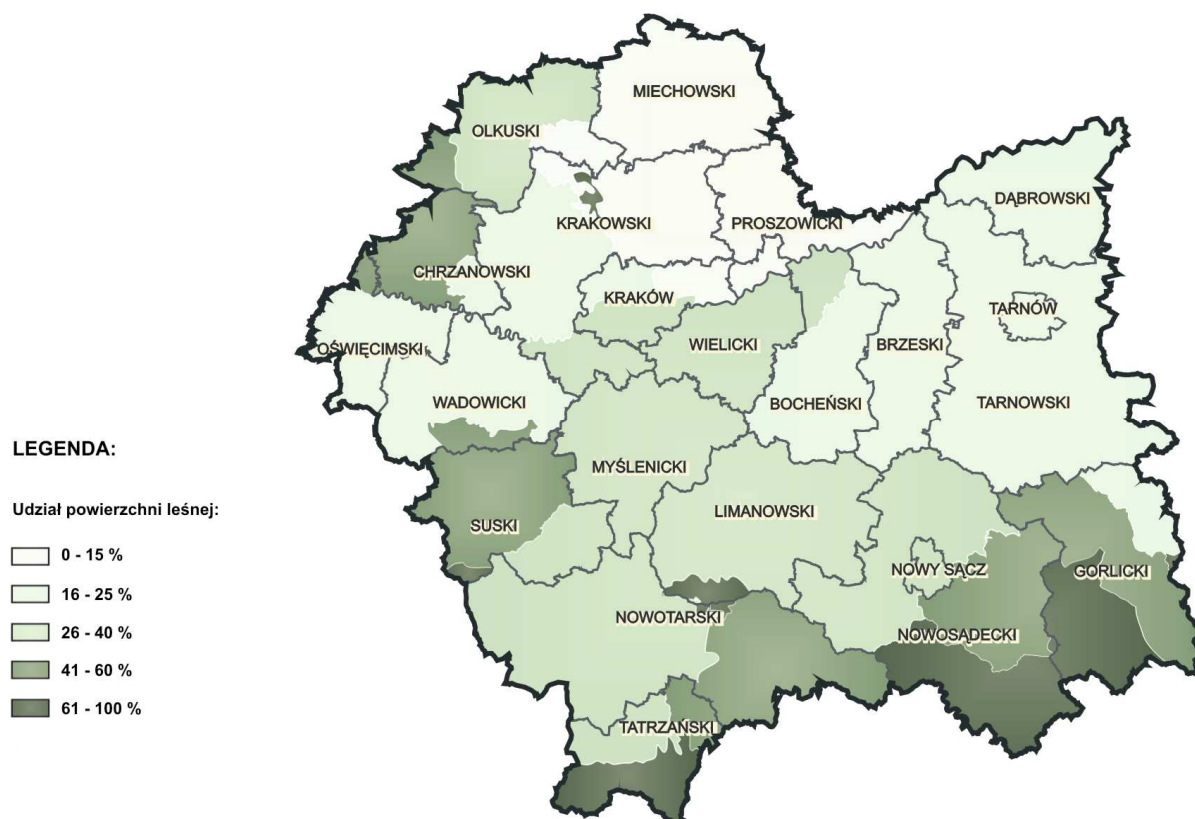 MIECHOWSKI
OLKUSKI
DĄBROWSKI
KRAKOWSKI
PROSZOWICKI
CHRZANOWSKI
KRAKÓW
TARNÓW
OŚWIĘCIMSKI
WIELICKI
BRZESKI
WADOWICKI
BOCHEŃSKI
TARNOWSKI
LEGENDA:
MYŚLENICKI
Udział powierzchni leśnej:
LIMANOWSKI
SUSKI
0 - 15 %
NOWY SĄCZ
GORLICKI
16 - 25 %
NOWOTARSKI
26 - 40 %
NOWOSĄDECKI
41 - 60 %
61 - 100 %
TATRZAŃSKI